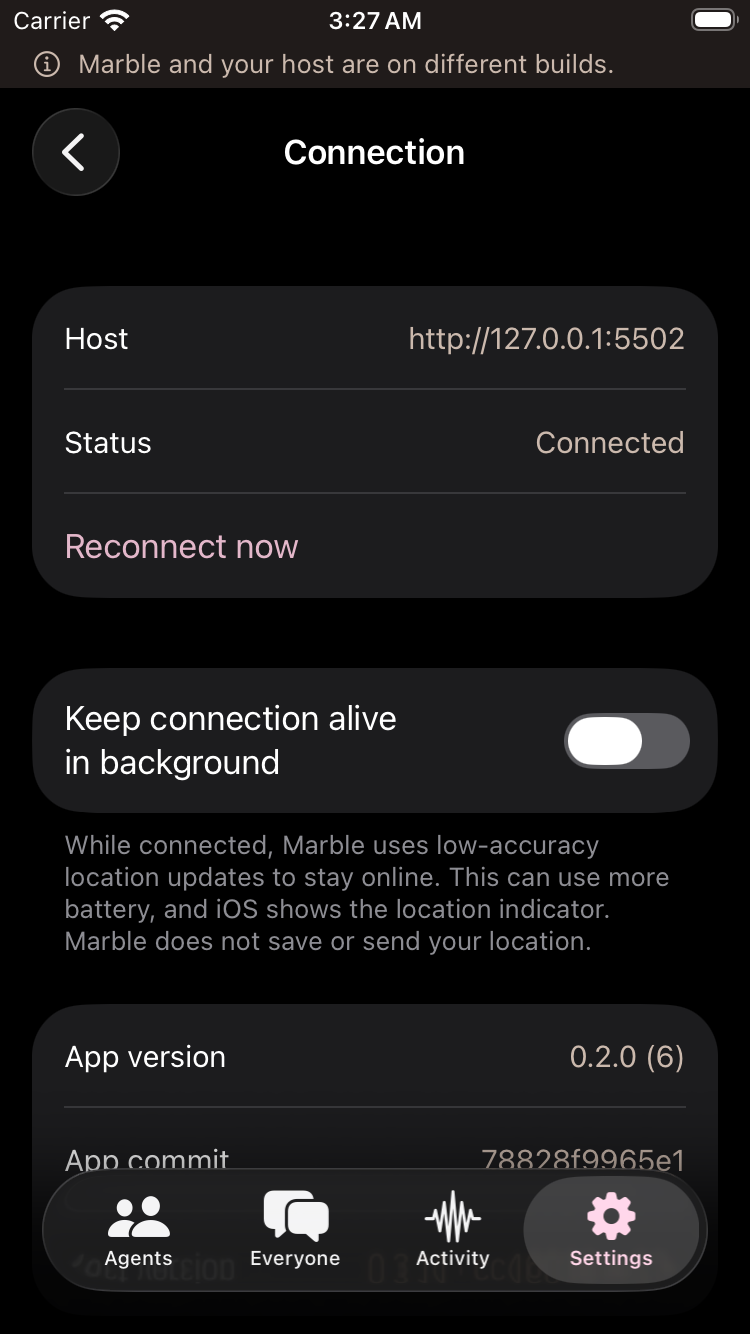 Carrier 3:27 AM
Marble and your host are on different builds.
Connection
Host http://127.0.0.1:5502
Status Connected
Reconnect now
Keep connection alive
in background
While connected, Marble uses low-accuracy
location updates to stay online. This can use more
battery, and iOS shows the location indicator.
Marble does not save or send your location.
App version 0.2.0 (6)
App commit 78828f9965e1
Agents Everyone Activity Settings